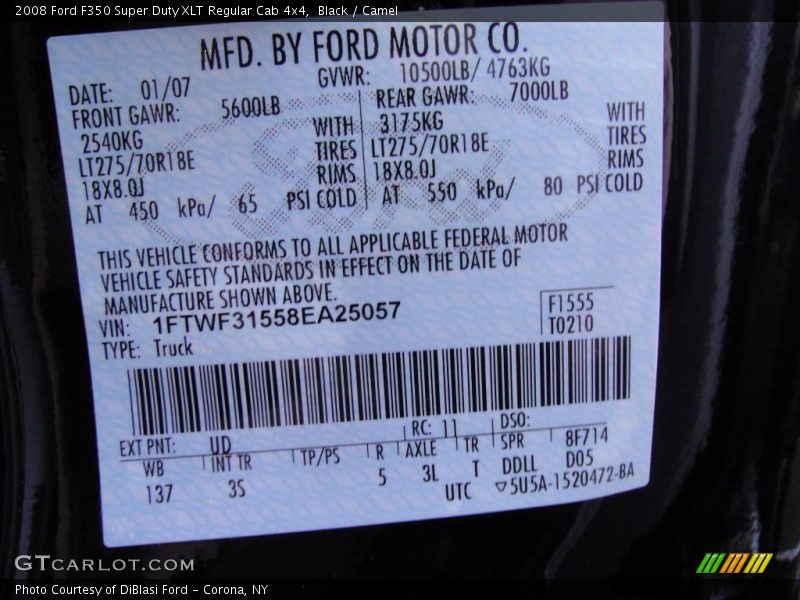 2008 Ford F350 Super Duty XLT Regular Cab 4x4, Black / Camel
MFD. BY FORD MOTOR CO.
DATE: 01/07 GVWR: 10500LB/ 4763KG
FRONT GAWR: 5600LB REAR GAWR: 7000LB
2540KG WITH 3175KG WITH
LT275/70R18E TIRES LT275/70R18E TIRES
18X8.0J RIMS 18X8.0J RIMS
AT 450 kPa/ 65 PSI COLD AT 550 kPa/ 80 PSI COLD
Ford
THIS VEHICLE CONFORMS TO ALL APPLICABLE FEDERAL MOTOR
VEHICLE SAFETY STANDARDS IN EFFECT ON THE DATE OF
MANUFACTURE SHOWN ABOVE.
VIN: 1FTWF31558EA25057 F1555
TYPE: Truck T0210
EXT PNT: UD RC: 11 DSO:
WB INT TR TP/PS R AXLE TR SPR 8F714
137 3S 5 3L T DDLL D05
UTC ▽5U5A-1520472-BA
GTCARLOT.COM
Photo Courtesy of DiBlasi Ford – Corona, NY